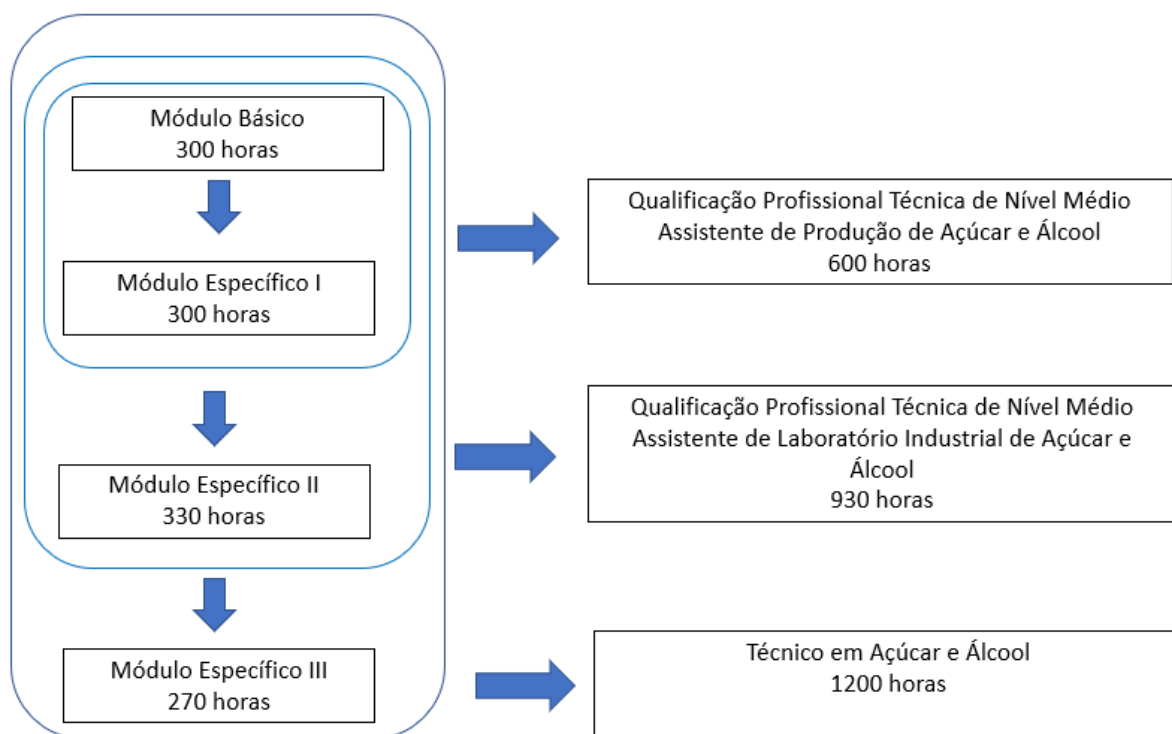 Módulo Básico
300 horas
Módulo Específico I
300 horas
Qualificação Profissional Técnica de Nível Médio
Assistente de Produção de Açúcar e Álcool
600 horas
Módulo Específico II
330 horas
Qualificação Profissional Técnica de Nível Médio
Assistente de Laboratório Industrial de Açúcar e
Álcool
930 horas
Módulo Específico III
270 horas
Técnico em Açúcar e Álcool
1200 horas